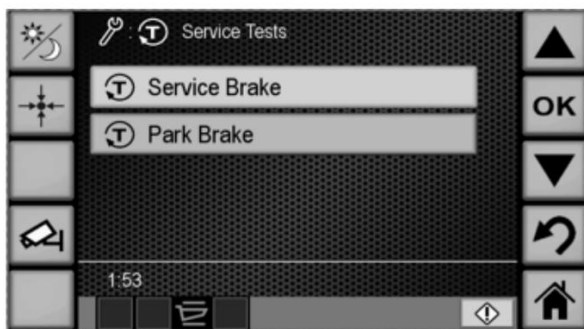 Service Tests
T Service Brake
OK
T Park Brake
1:53